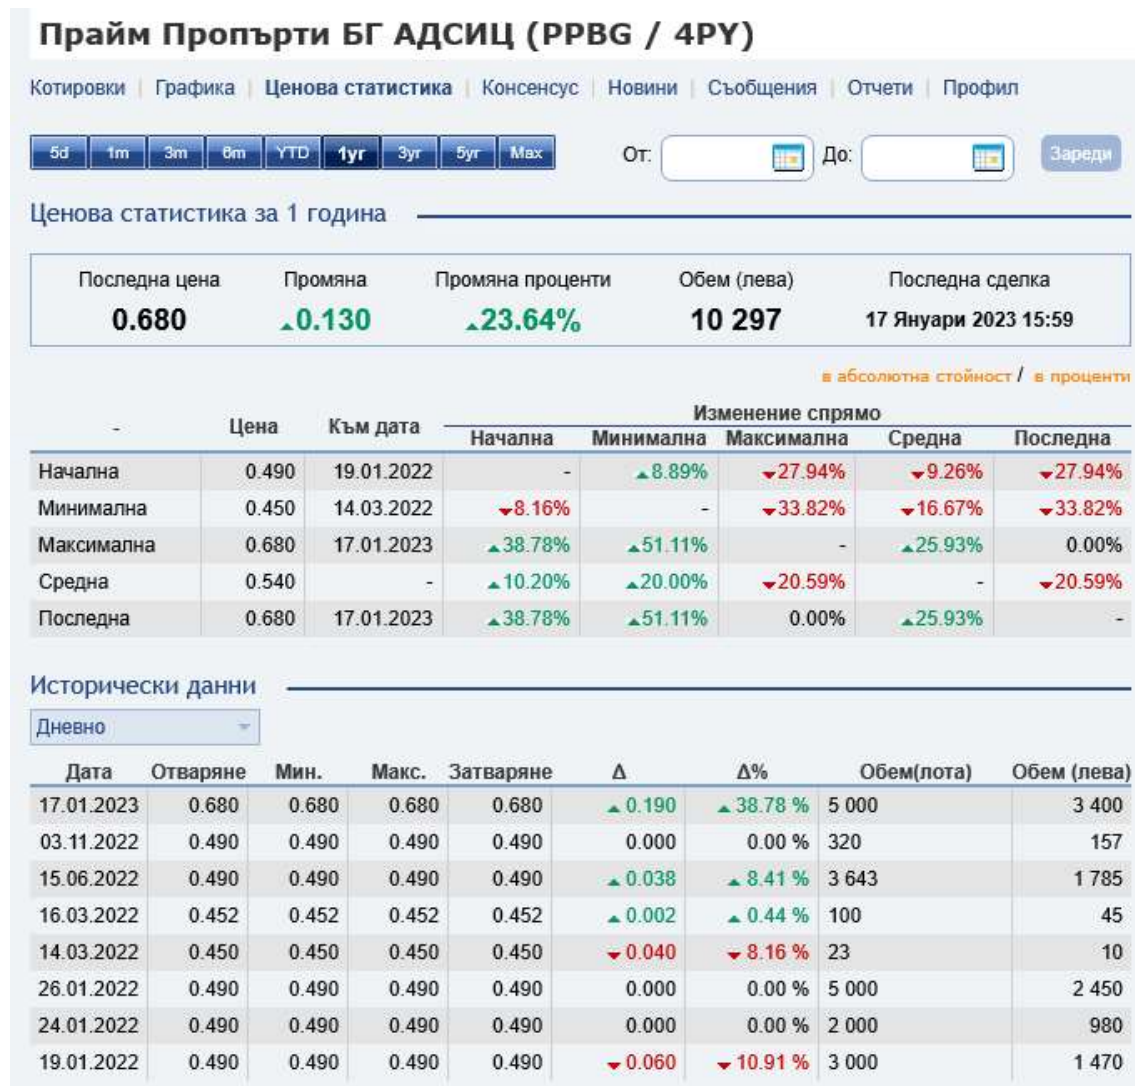 Прайм Пропърти БГ АДСИЦ (PPBG / 4PY)
Котировки | Графика | Ценова статистика | Консенсус | Новини | Съобщения | Отчети | Профил
5d 1m 3m 6m YTD 1yr 3yr 5yr Max От: До: Зареди
Ценова статистика за 1 година
Последна цена Промяна Промяна проценти Обем (лева) Последна сделка
0.680 ▲0.130 ▲23.64% 10 297 17 Януари 2023 15:59
в абсолютна стойност / в проценти
Изменение спрямо
- Цена Към дата Начална Минимална Максимална Средна Последна
Начална 0.490 19.01.2022 - ▲8.89% ▼27.94% ▼9.26% ▼27.94%
Минимална 0.450 14.03.2022 ▼8.16% - ▼33.82% ▼16.67% ▼33.82%
Максимална 0.680 17.01.2023 ▲38.78% ▲51.11% - ▲25.93% 0.00%
Средна 0.540 - ▲10.20% ▲20.00% ▼20.59% - ▼20.59%
Последна 0.680 17.01.2023 ▲38.78% ▲51.11% 0.00% ▲25.93% -
Исторически данни
Дневно
Дата Отваряне Мин. Макс. Затваряне Δ Δ% Обем(лота) Обем (лева)
17.01.2023 0.680 0.680 0.680 0.680 ▲ 0.190 ▲ 38.78 % 5 000 3 400
03.11.2022 0.490 0.490 0.490 0.490 0.000 0.00 % 320 157
15.06.2022 0.490 0.490 0.490 0.490 ▲ 0.038 ▲ 8.41 % 3 643 1 785
16.03.2022 0.452 0.452 0.452 0.452 ▲ 0.002 ▲ 0.44 % 100 45
14.03.2022 0.450 0.450 0.450 0.450 ▼ 0.040 ▼ 8.16 % 23 10
26.01.2022 0.490 0.490 0.490 0.490 0.000 0.00 % 5 000 2 450
24.01.2022 0.490 0.490 0.490 0.490 0.000 0.00 % 2 000 980
19.01.2022 0.490 0.490 0.490 0.490 ▼ 0.060 ▼ 10.91 % 3 000 1 470